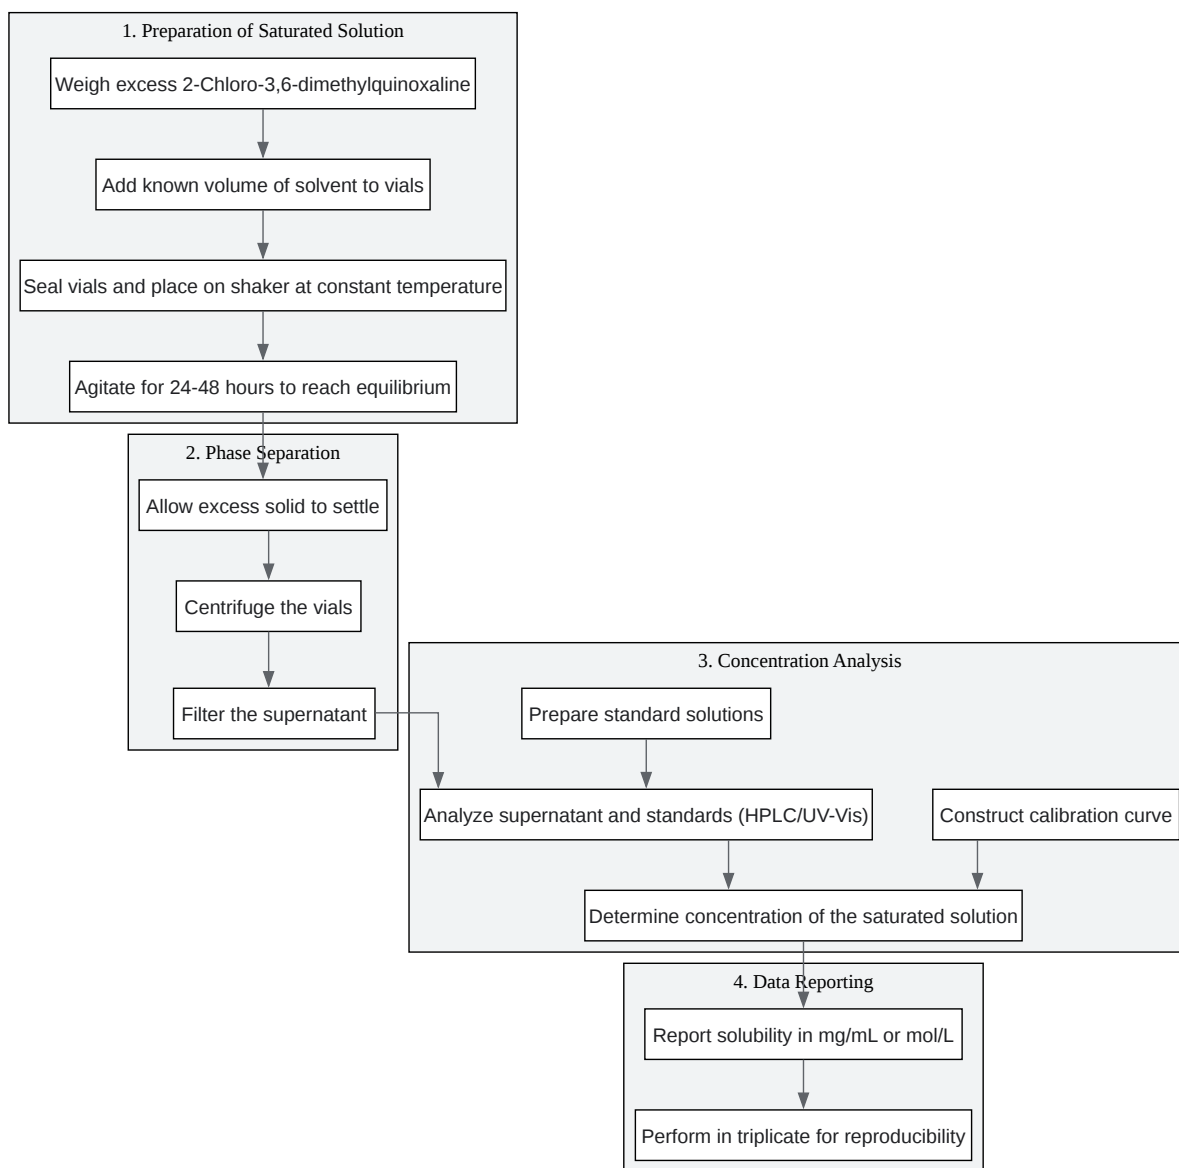 1. Preparation of Saturated Solution
Weigh excess 2-Chloro-3,6-dimethylquinoxaline
Add known volume of solvent to vials
Seal vials and place on shaker at constant temperature
Agitate for 24-48 hours to reach equilibrium
2. Phase Separation
Allow excess solid to settle
Centrifuge the vials
Filter the supernatant
3. Concentration Analysis
Prepare standard solutions
Analyze supernatant and standards (HPLC/UV-Vis)
Construct calibration curve
Determine concentration of the saturated solution
4. Data Reporting
Report solubility in mg/mL or mol/L
Perform in triplicate for reproducibility